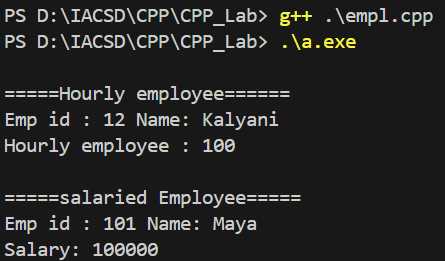 PS D:\IACSD\CPP\CPP_Lab> g++ .\empl.cpp
PS D:\IACSD\CPP\CPP_Lab> .\a.exe
=====Hourly employee======
Emp id : 12 Name: Kalyani
Hourly employee : 100
=====salaried Employee=====
Emp id : 101 Name: Maya
Salary: 100000